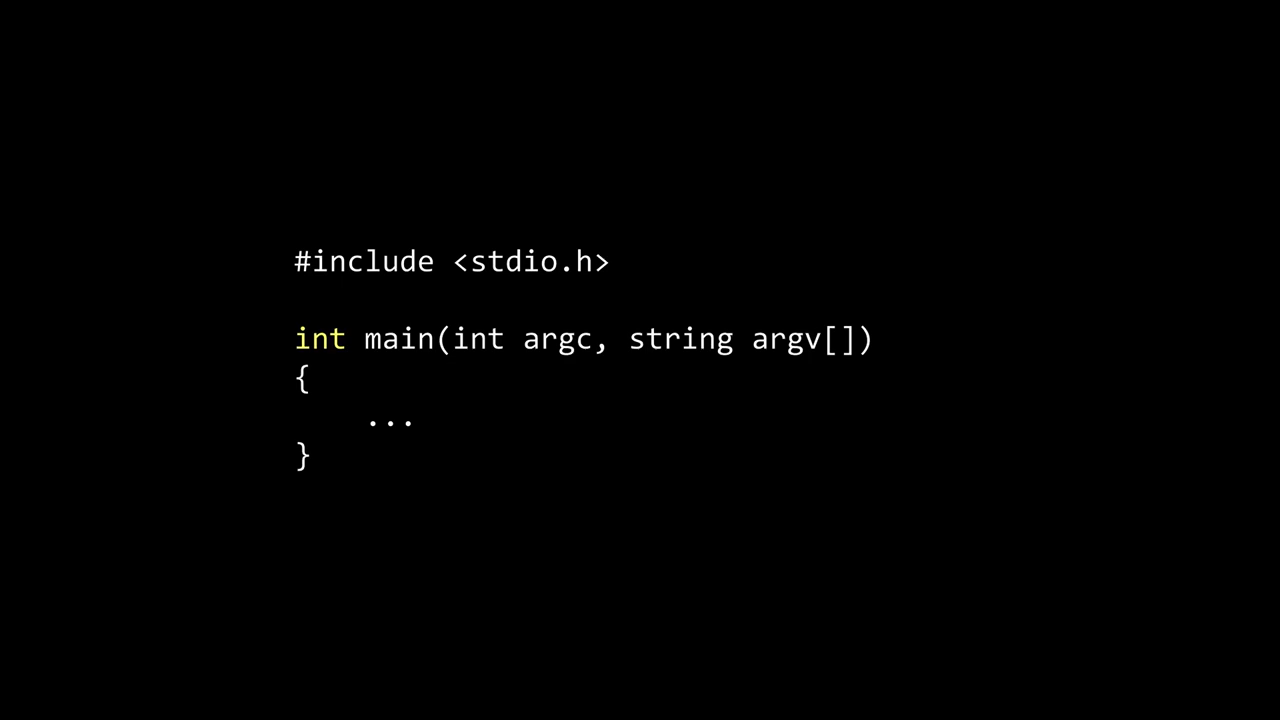 #include <stdio.h>
int main(int argc, string argv[])
{
...
}